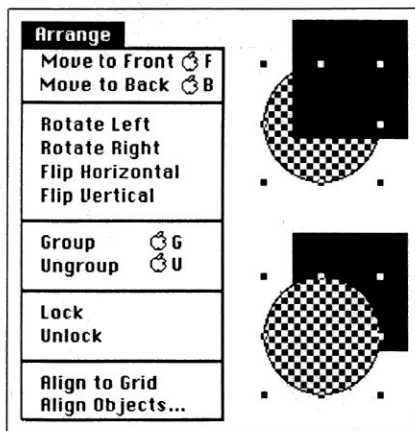 Arrange
Move to Front  F
Move to Back  B
Rotate Left
Rotate Right
Flip Horizontal
Flip Vertical
Group  G
Ungroup  U
Lock
Unlock
Align to Grid
Align Objects...